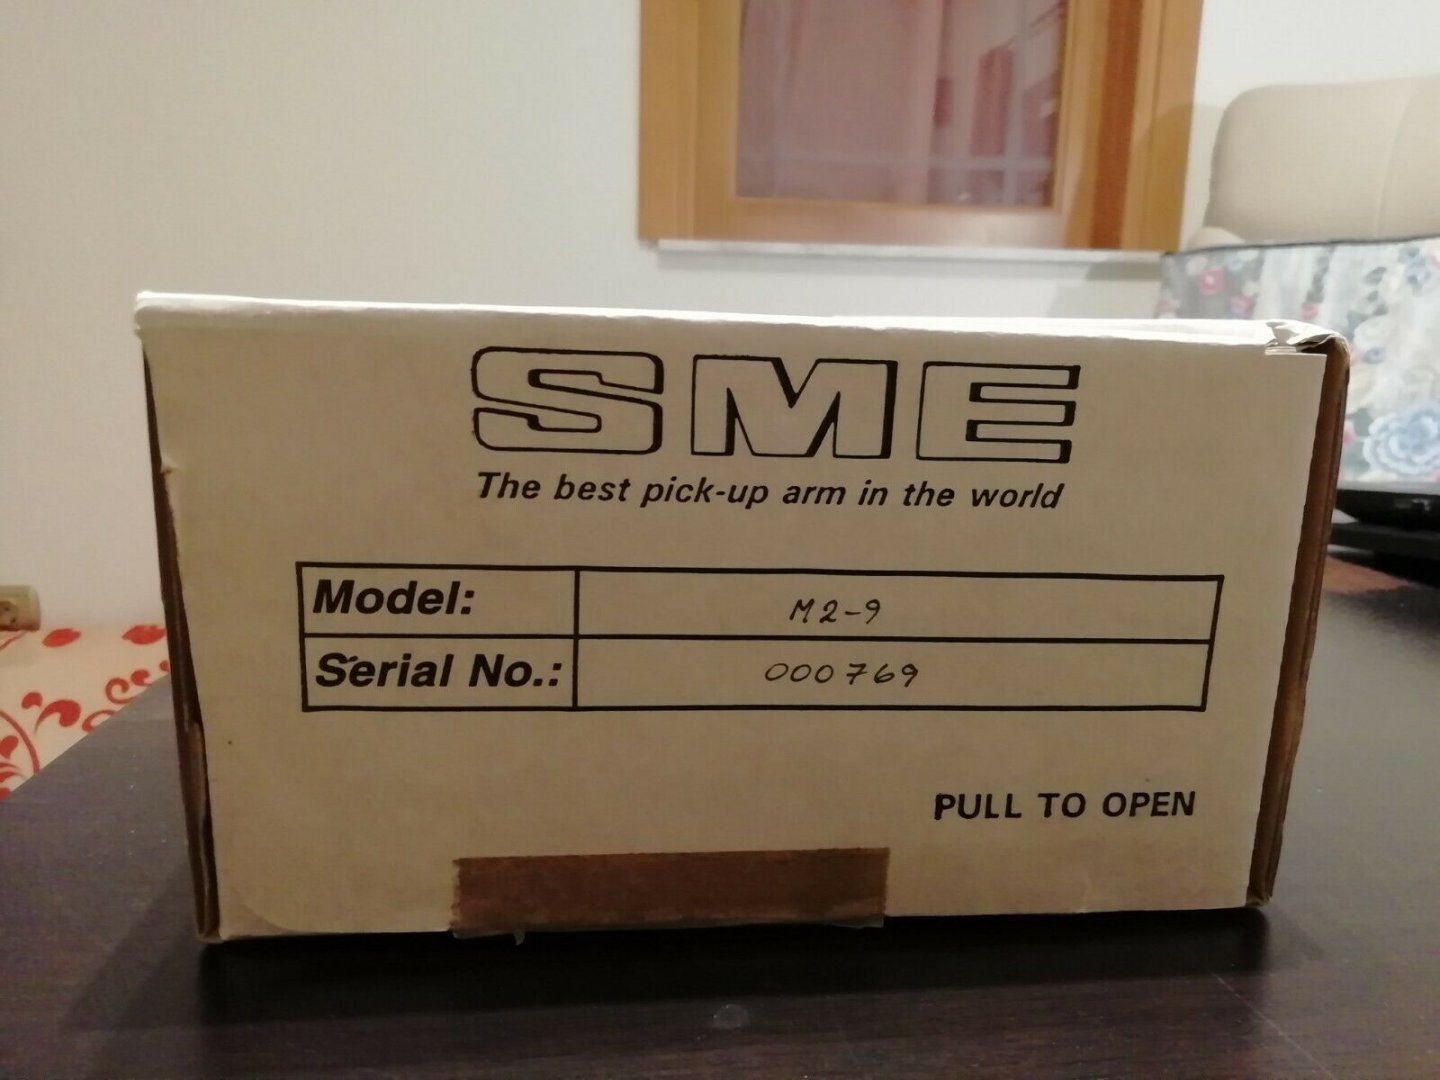 SME
The best pick-up arm in the world
Model: M2-9
Serial No.: 000769
PULL TO OPEN